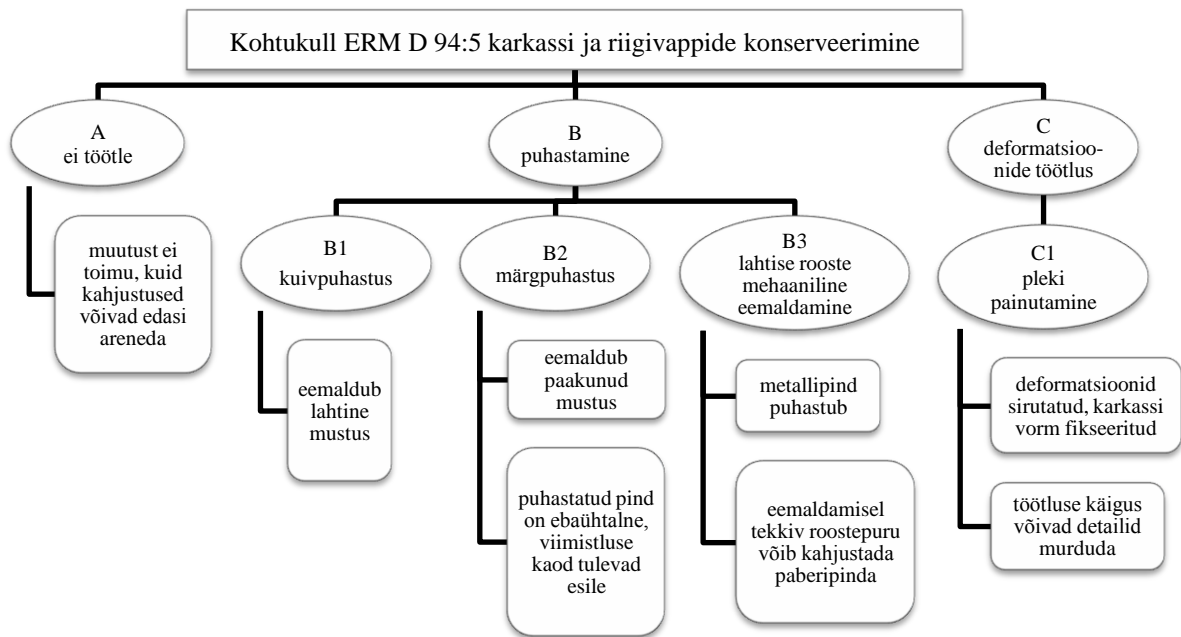 Kohtukull ERM D 94:5 karkassi ja riigivappide konserveerimine
A
ei töötle
muutust ei
toimu, kuid
kahjustused
võivad edasi
areneda
B
puhastamine
B1
kuivpuhastus
eemaldub
lahtine
mustus
B2
märgpuhastus
eemaldub
paakunud
mustus
puhastatud pind
on ebaühtalne,
viimistluse
kaod tulevad
esile
B3
lahtise rooste
mehaaniline
eemaldamine
metallipind
puhastub
eemaldamisel
tekkiv roostepuru
võib kahjustada
paberipinda
C
deformatsioo-
nide töötlus
C1
pleki
painutamine
deformatsioonid
sirutatud, karkassi
vorm fikseeritud
töötluse käigus
võivad detailid
murduda